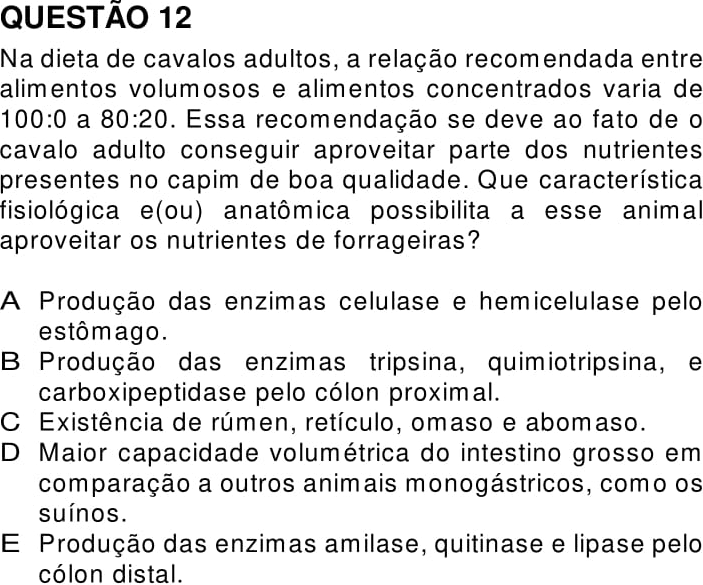 QUESTÃO 12
Na dieta de cavalos adultos, a relação recomendada entre
alimentos volumosos e alimentos concentrados varia de
100:0 a 80:20. Essa recomendação se deve ao fato de o
cavalo adulto conseguir aproveitar parte dos nutrientes
presentes no capim de boa qualidade. Que característica
fisiológica e(ou) anatômica possibilita a esse animal
aproveitar os nutrientes de forrageiras?
A Produção das enzimas celulase e hemicelulase pelo
estômago.
B Produção das enzimas tripsina, quimiotripsina, e
carboxipeptidase pelo cólon proximal.
C Existência de rúmen, retículo, omaso e abomaso.
D Maior capacidade volumétrica do intestino grosso em
comparação a outros animais monogástricos, como os
suínos.
E Produção das enzimas amilase, quitinase e lipase pelo
cólon distal.